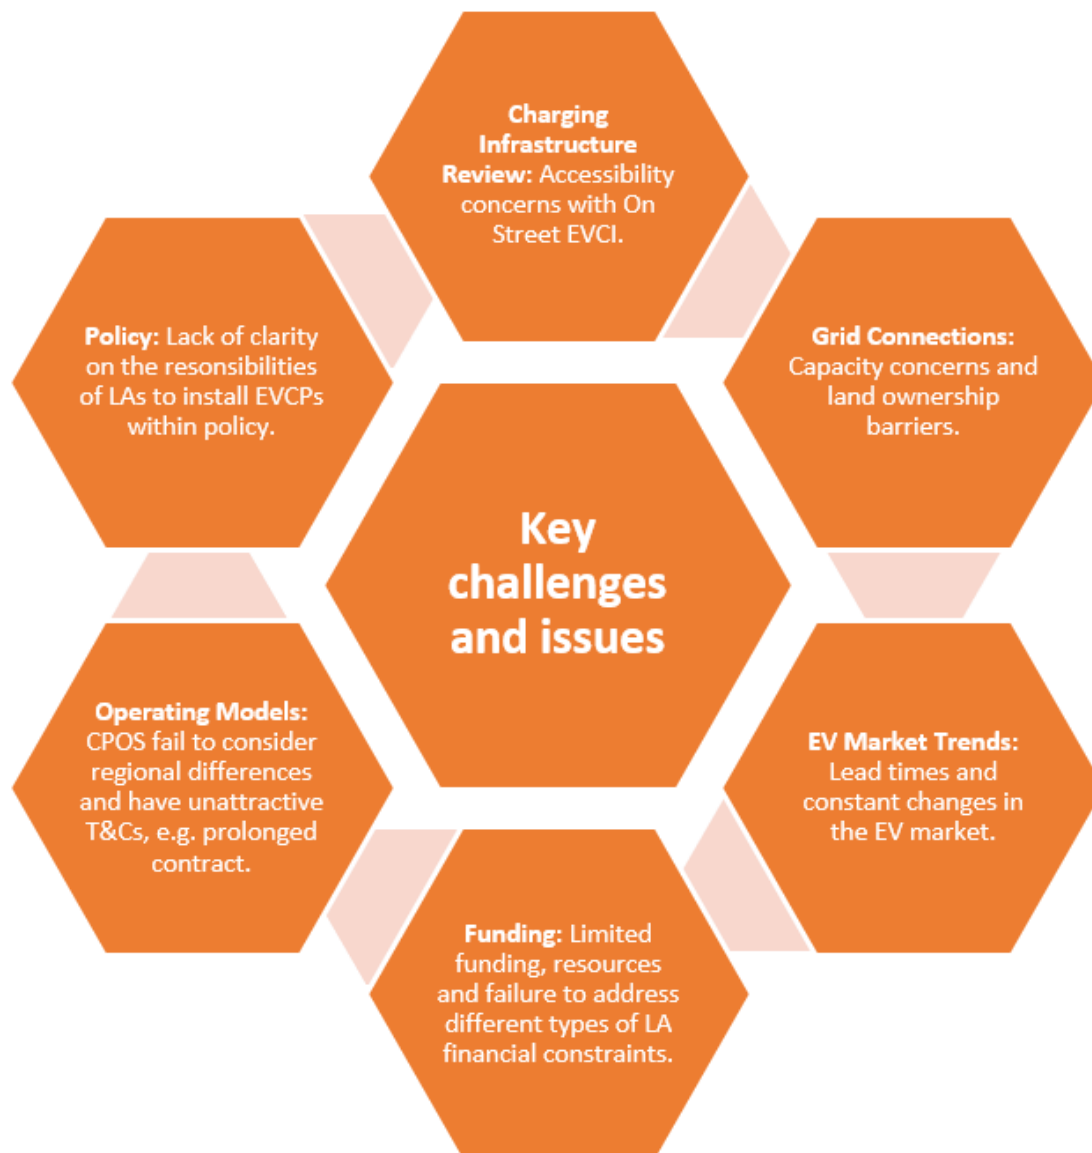 Charging
Infrastructure
Review: Accessibility
concerns with On
Street EVCI.
Policy: Lack of clarity
on the resonsibilities
of LAs to install EVCPs
within policy.
Grid Connections:
Capacity concerns and
land ownership
barriers.
Key
challenges
and issues
Operating Models:
CPOS fail to consider
regional differences
and have unattractive
T&Cs, e.g. prolonged
contract.
EV Market Trends:
Lead times and
constant changes in
the EV market.
Funding: Limited
funding, resources
and failure to address
different types of LA
financial constraints.